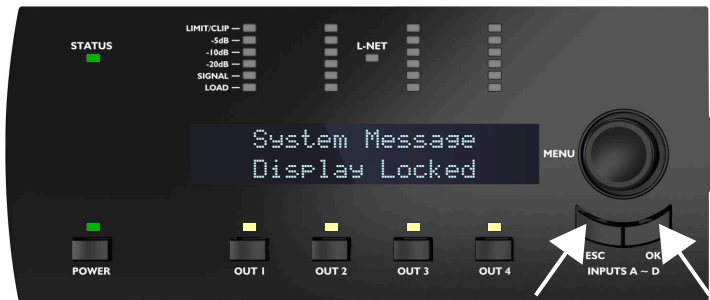 LIMIT/CLIP
-5dB
-10dB
-20dB
SIGNAL
LOAD
STATUS
L-NET
System Message
Display Locked
MENU
ESC OK
INPUTS A ~ D
POWER
OUT 1
OUT 2
OUT 3
OUT 4